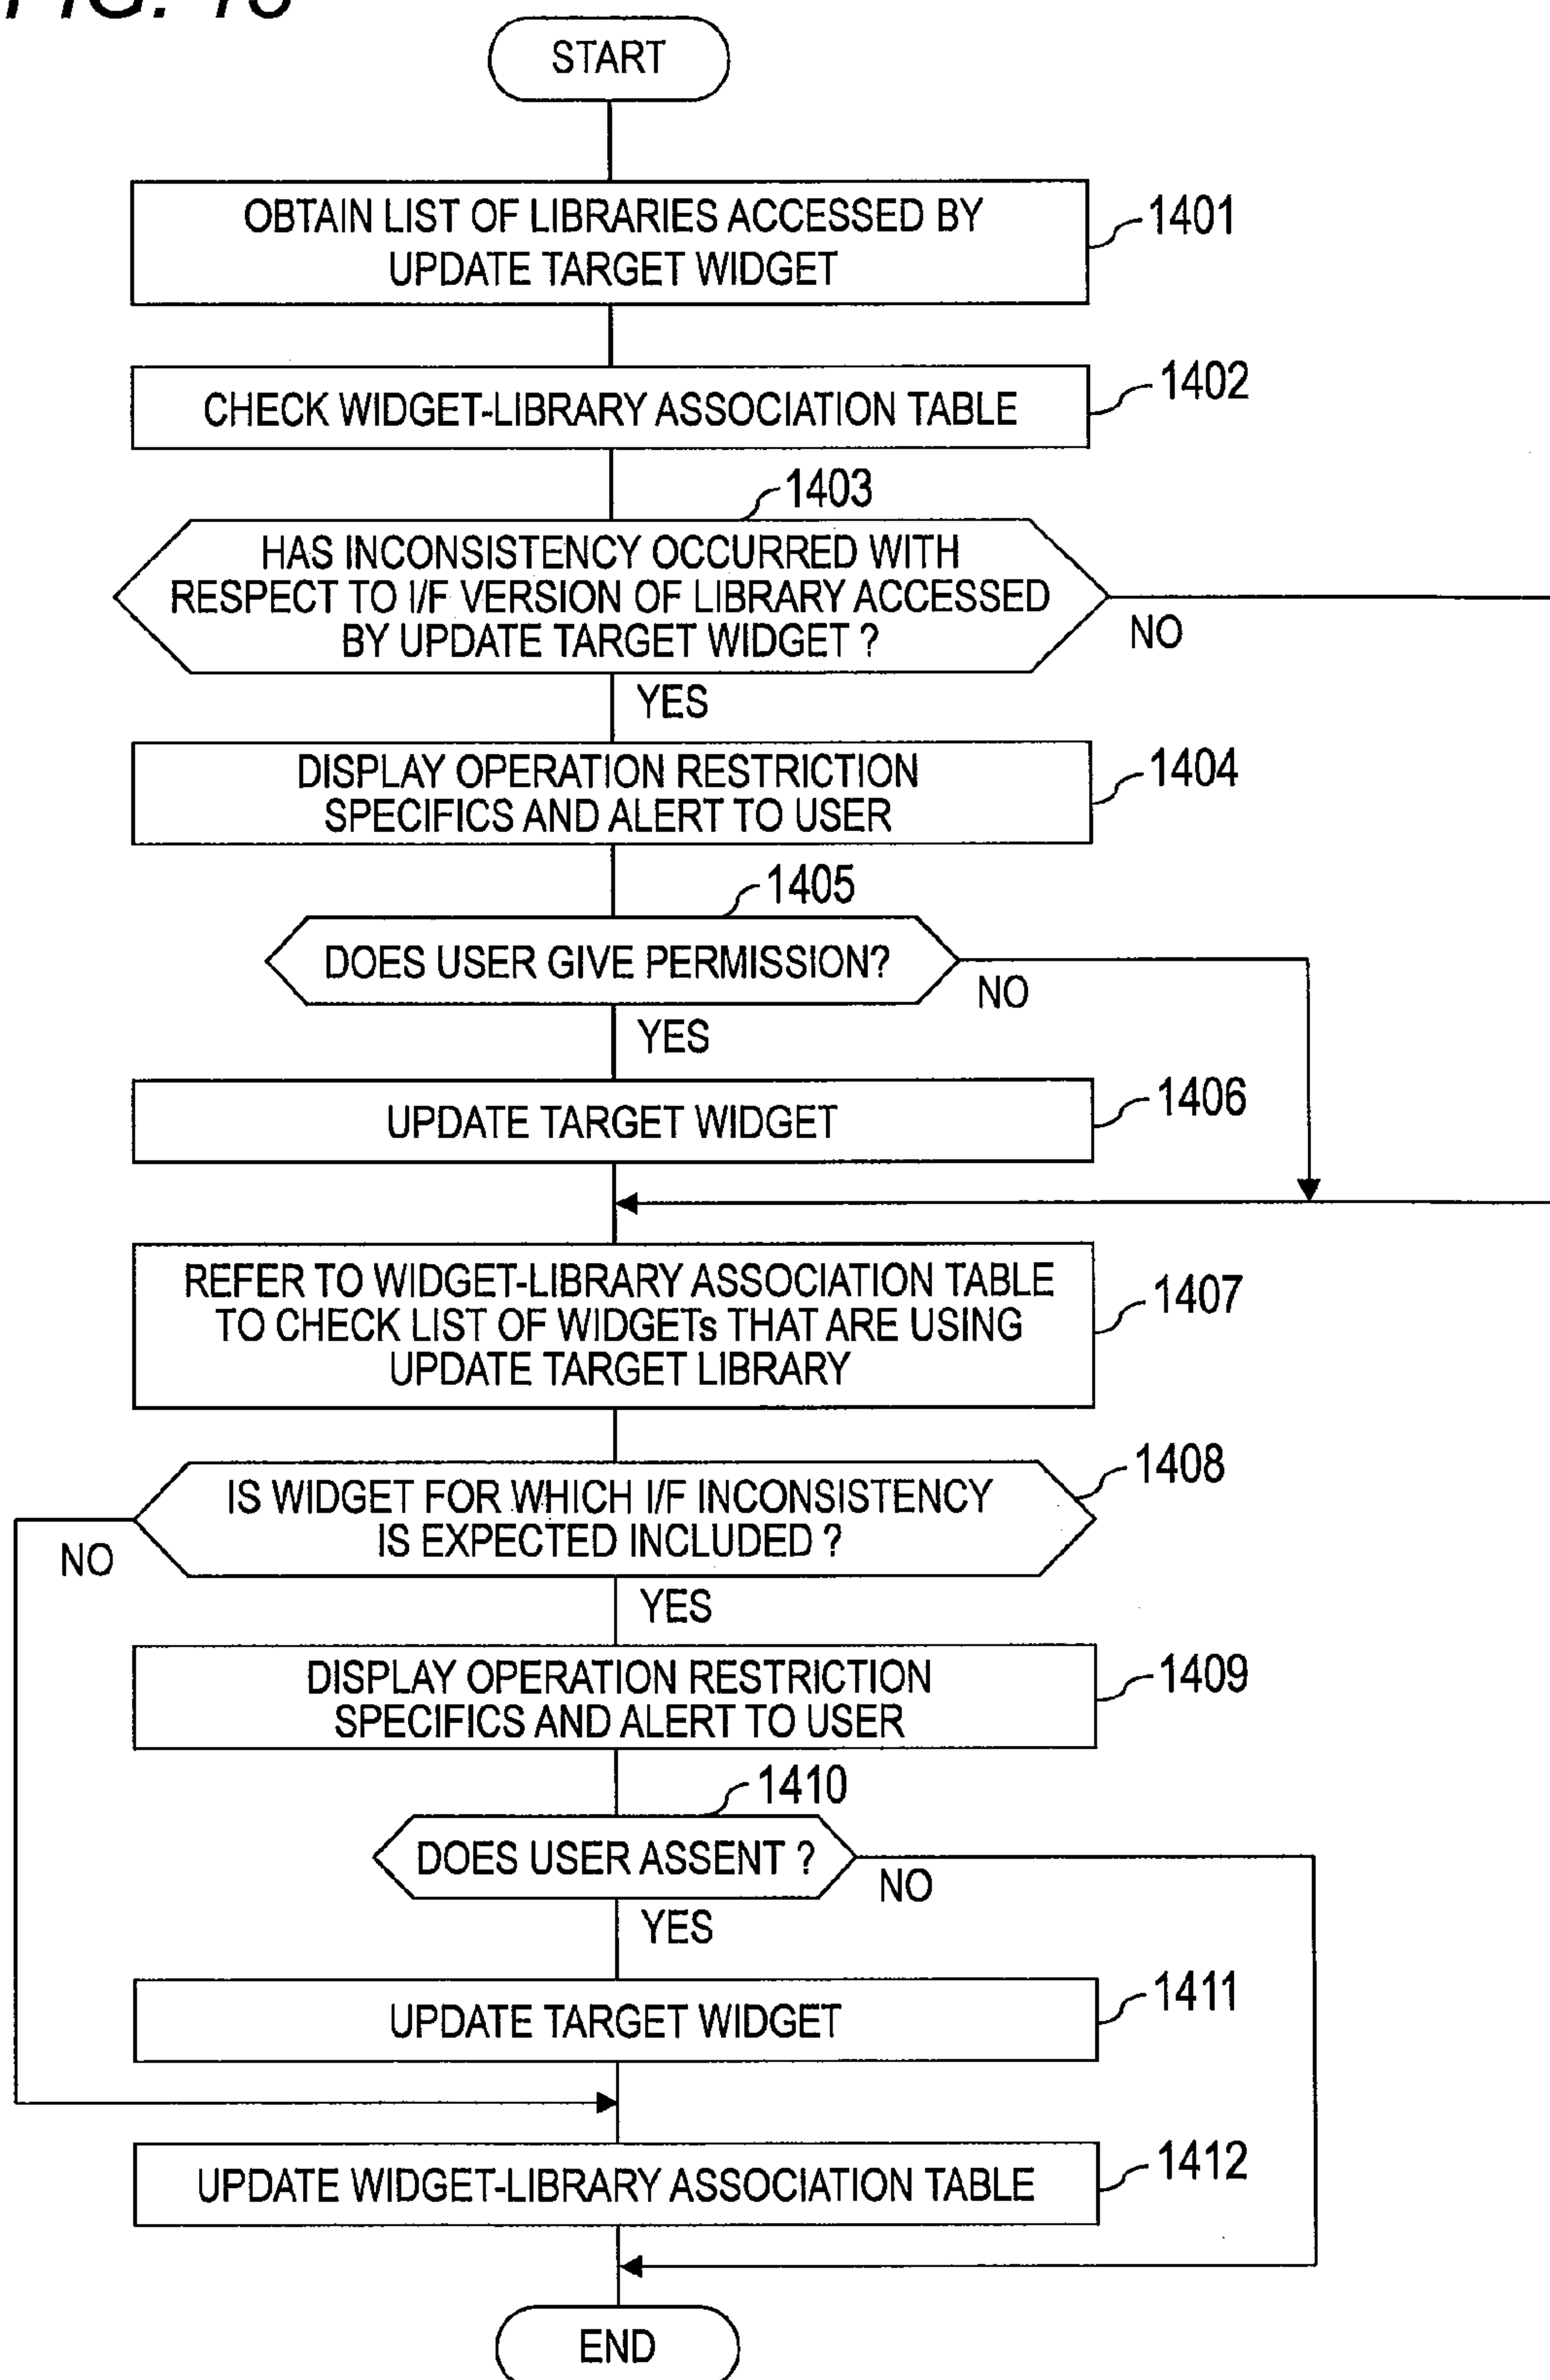 START
OBTAIN LIST OF LIBRARIES ACCESSED BY
UPDATE TARGET WIDGET
1401
CHECK WIDGET-LIBRARY ASSOCIATION TABLE
1402
1403
HAS INCONSISTENCY OCCURRED WITH
RESPECT TO I/F VERSION OF LIBRARY ACCESSED
BY UPDATE TARGET WIDGET ?
NO
YES
DISPLAY OPERATION RESTRICTION
SPECIFICS AND ALERT TO USER
1404
1405
DOES USER GIVE PERMISSION?
NO
YES
UPDATE TARGET WIDGET
1406
REFER TO WIDGET-LIBRARY ASSOCIATION TABLE
TO CHECK LIST OF WIDGETs THAT ARE USING
UPDATE TARGET LIBRARY
1407
1408
IS WIDGET FOR WHICH I/F INCONSISTENCY
IS EXPECTED INCLUDED ?
NO
YES
DISPLAY OPERATION RESTRICTION
SPECIFICS AND ALERT TO USER
1409
1410
DOES USER ASSENT ?
NO
YES
UPDATE TARGET WIDGET
1411
UPDATE WIDGET-LIBRARY ASSOCIATION TABLE
1412
END